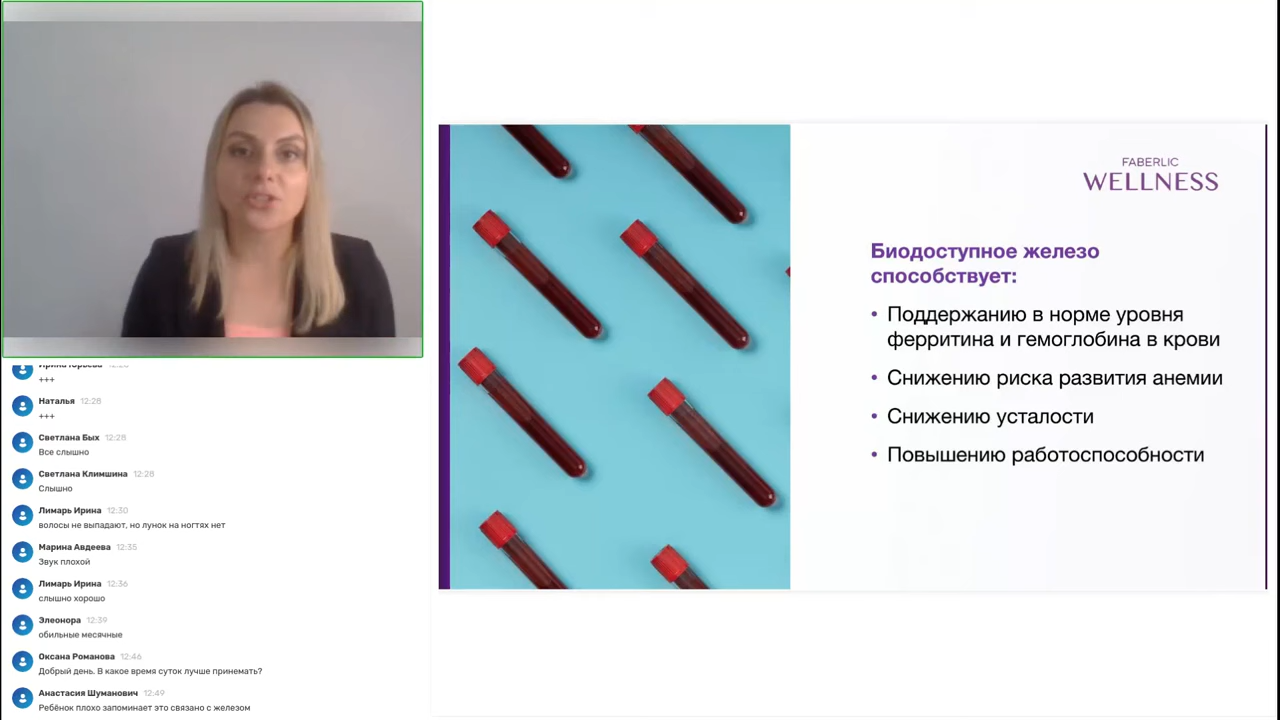 FABERLIC
WELLNESS
Биодоступное железо
способствует:
• Поддержанию в норме уровня
ферритина и гемоглобина в крови
• Снижению риска развития анемии
• Снижению усталости
• Повышению работоспособности
+++
Наталья 12:28
+++
Светлана Бых 12:28
Все слышно
Светлана Климшина 12:28
Слышно
Лимарь Ирина 12:30
волосы не выпадают, но лунок на ногтях нет
Марина Авдеева 12:35
Звук плохой
Лимарь Ирина 12:36
слышно хорошо
Элеонора 12:39
обильные месячные
Оксана Романова 12:46
Добрый день. В какое время суток лучше принемать?
Анастасия Шуманович 12:49
Ребёнок плохо запоминает это связано с железом